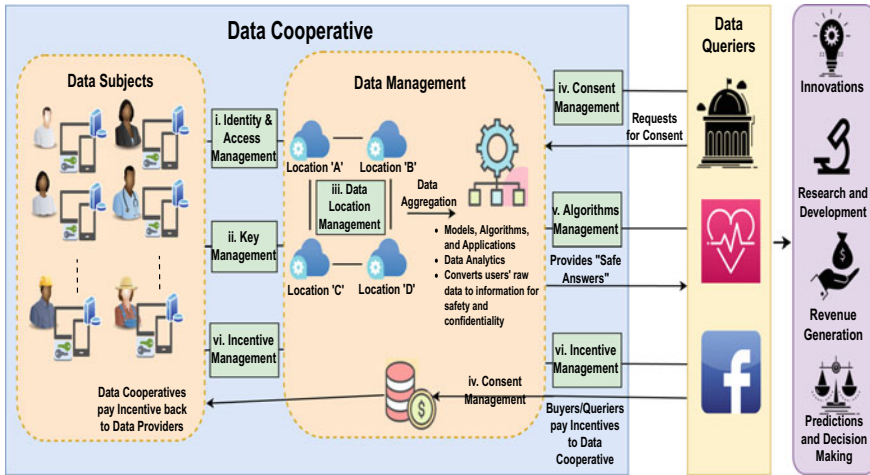 Data Cooperative
Data Subjects
i. Identity &
Access
Management
ii. Key
Management
vi. Incentive
Management
Data Cooperatives
pay Incentive back
to Data Providers
Data Management
Location 'A'
Location 'B'
iii. Data
Location
Management
Location 'C'
Location 'D'
Data
Aggregation
• Models, Algorithms,
and Applications
• Data Analytics
• Converts users' raw
data to information for
safety and
confidentiality
$
iv. Consent
Management
iv. Consent
Management
Requests
for Consent
v. Algorithms
Management
Provides "Safe
Answers"
vi. Incentive
Management
Buyers/Queriers
pay Incentives
to Data
Cooperative
Data
Queriers
f
Innovations
Research and
Development
$
Revenue
Generation
Predictions
and Decision
Making